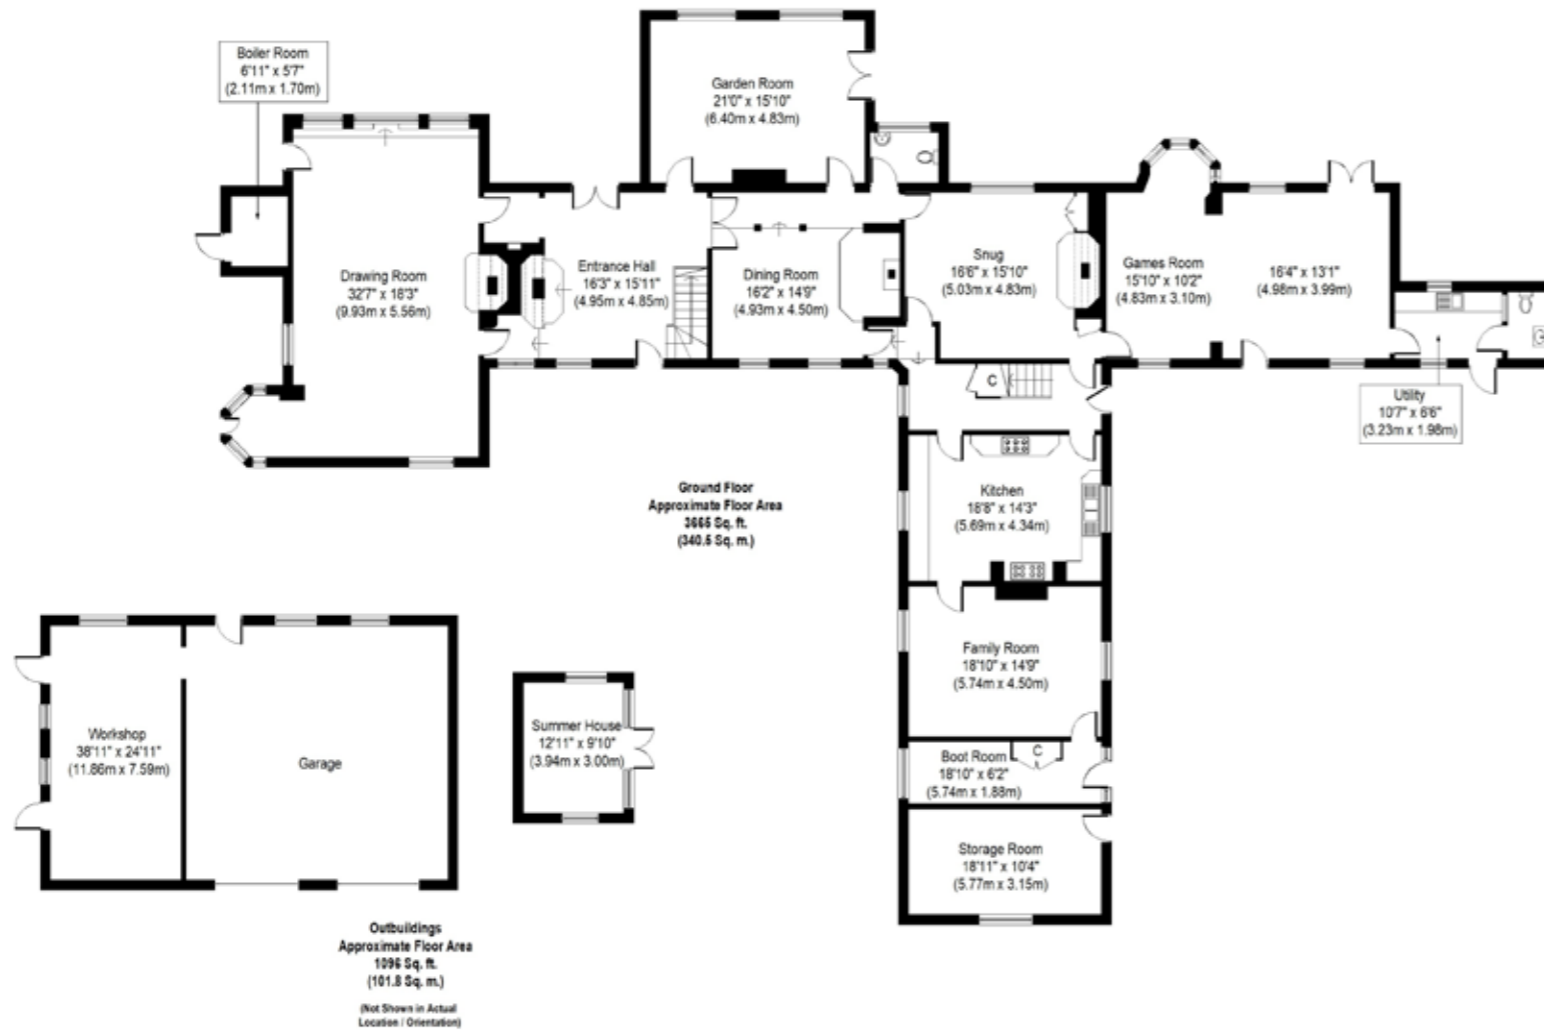 Boiler Room
6'11" x 5'7"
(2.11m x 1.70m)
Garden Room
21'0" x 15'10"
(6.40m x 4.83m)
Drawing Room
32'7" x 18'3"
(9.93m x 5.56m)
Entrance Hall
16'3" x 15'11"
(4.95m x 4.85m)
Dining Room
16'2" x 14'9"
(4.93m x 4.50m)
Snug
16'6" x 15'10"
(5.03m x 4.83m)
Games Room
15'10" x 10'2"
(4.83m x 3.10m)
16'4" x 13'1"
(4.98m x 3.99m)
Utility
10'7" x 6'6"
(3.23m x 1.98m)
C
Kitchen
18'8" x 14'3"
(5.69m x 4.34m)
Ground Floor
Approximate Floor Area
3665 Sq. ft.
(340.5 Sq. m.)
Family Room
18'10" x 14'9"
(5.74m x 4.50m)
C
Boot Room
18'10" x 6'2"
(5.74m x 1.88m)
Storage Room
18'11" x 10'4"
(5.77m x 3.15m)
Workshop
38'11" x 24'11"
(11.86m x 7.59m)
Garage
Summer House
12'11" x 9'10"
(3.94m x 3.00m)
Outbuildings
Approximate Floor Area
1096 Sq. ft.
(101.8 Sq. m.)
(Not Shown in Actual
Location / Orientation)